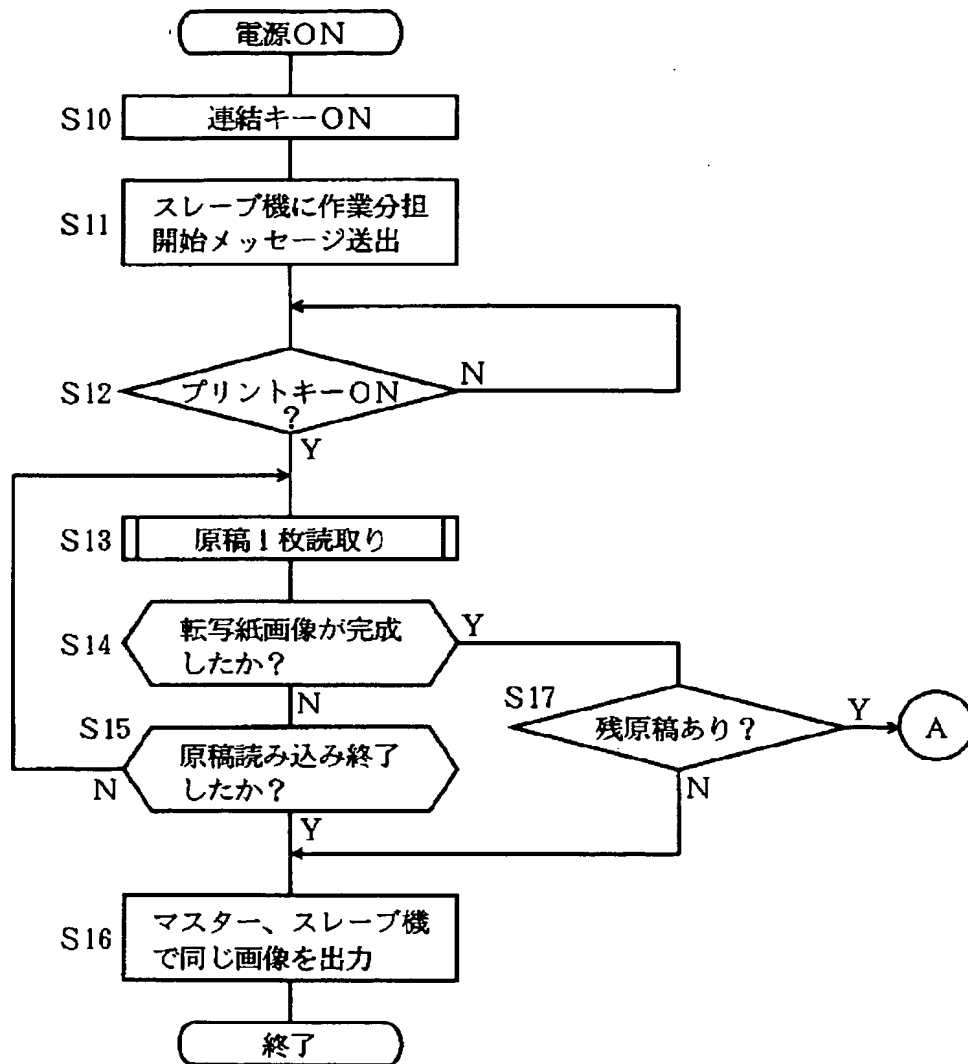 電源ON
S10
連結キーON
S11
スレーブ機に作業分担
開始メッセージ送出
S12
プリントキーON
?
N
Y
S13
原稿1枚読取り
S14
転写紙画像が完成
したか?
Y
N
S17
残原稿あり?
Y
A
N
S15
原稿読み込み終了
したか?
N
Y
S16
マスター、スレーブ機
で同じ画像を出力
終了